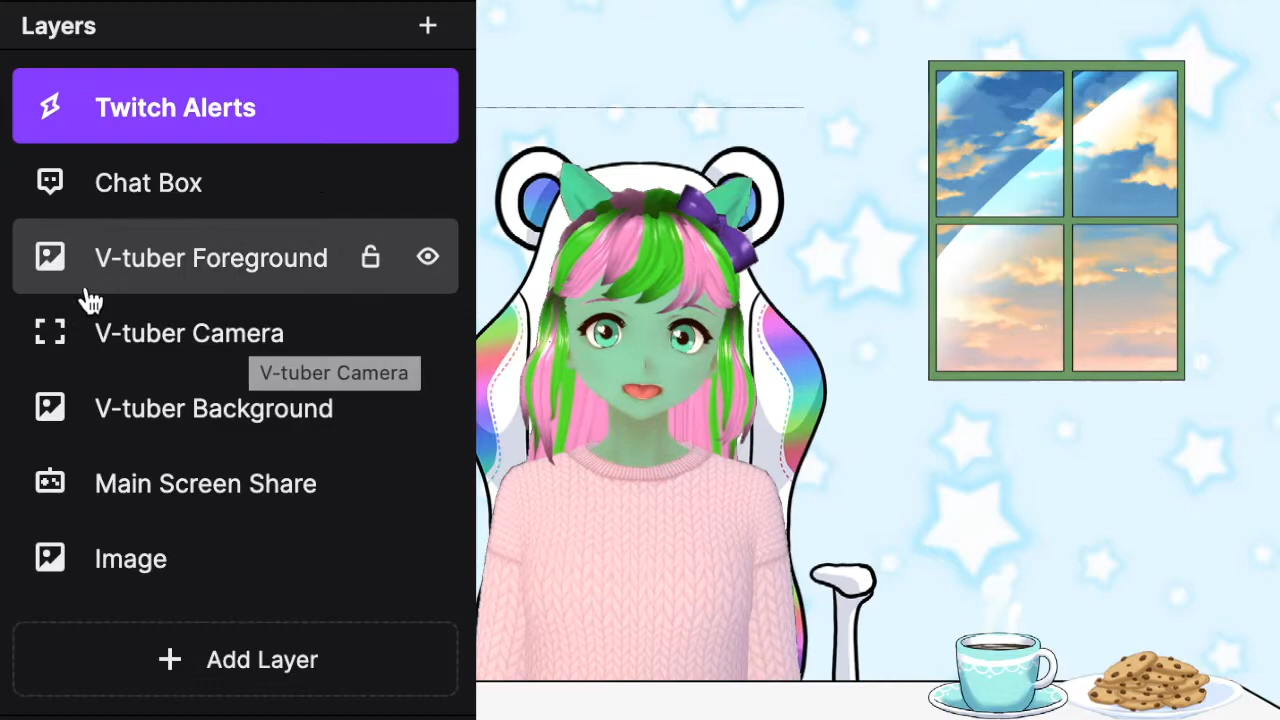 Layers
Twitch Alerts
Chat Box
V-tuber Foreground
V-tuber Camera
V-tuber Camera
V-tuber Background
Main Screen Share
Image
Add Layer